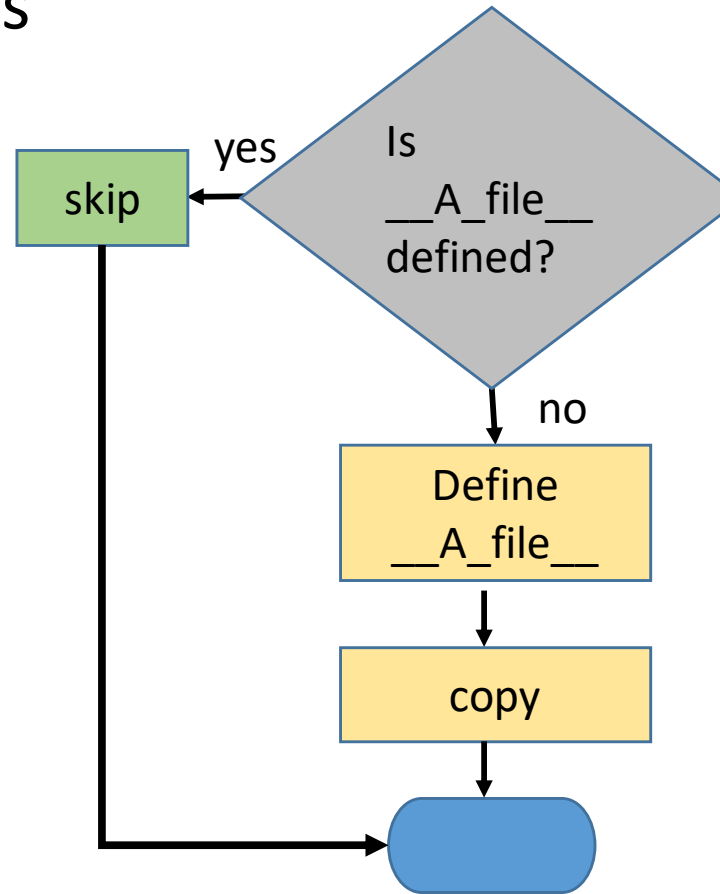 s
yes
Is
__A_file__
defined?
skip
no
Define
__A_file__
copy